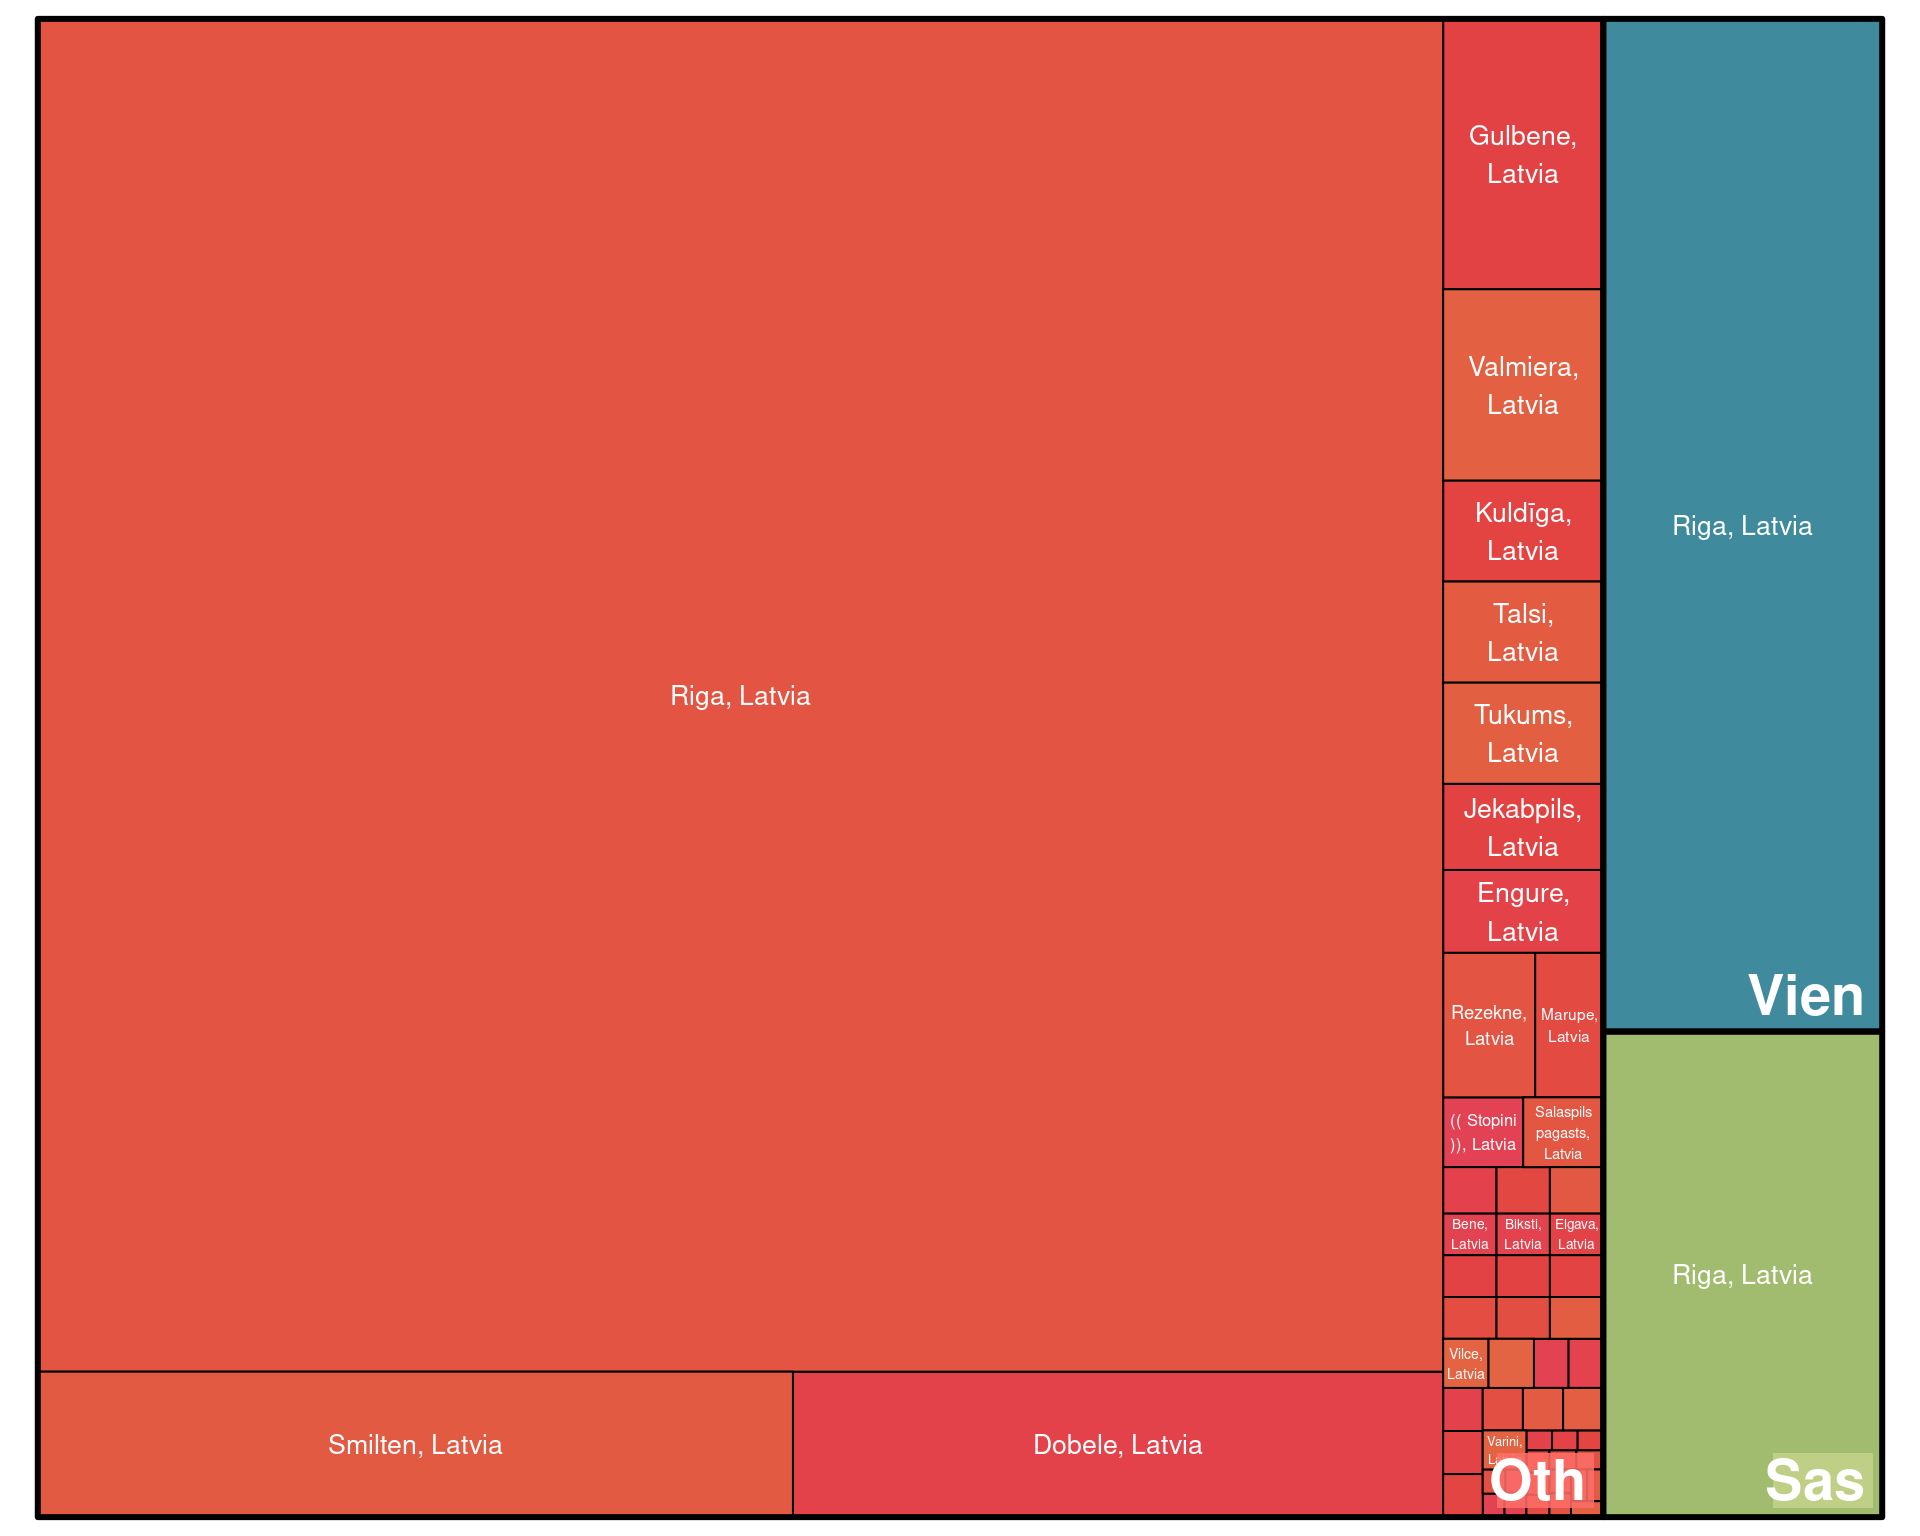 Riga, Latvia
Smilten, Latvia
Dobele, Latvia
Gulbene,
Latvia
Valmiera,
Latvia
Kuldīga,
Latvia
Talsi,
Latvia
Tukums,
Latvia
Jekabpils,
Latvia
Engure,
Latvia
Rezekne,
Latvia
Marupe,
Latvia
(( Stopini
)), Latvia
Salaspils
pagasts,
Latvia
Bene,
Latvia
Biksti,
Latvia
Elgava,
Latvia
Vilce,
Latvia
Varini,
Oth
Riga, Latvia
Vien
Riga, Latvia
Sas